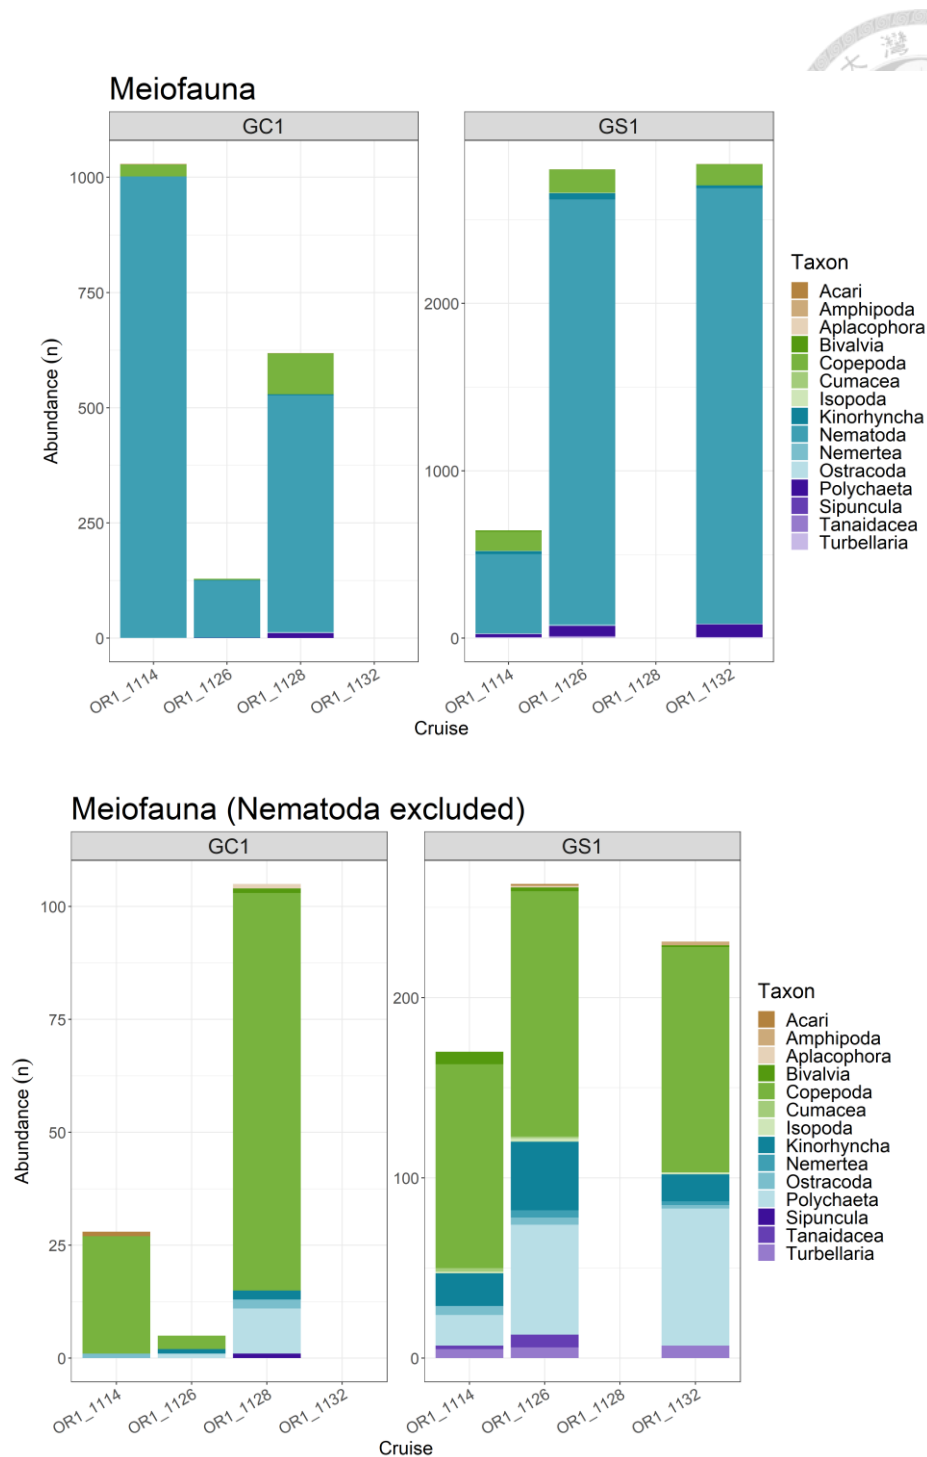 大 灣
Meiofauna
GC1 GS1
1000
750
500
250
0
2000
1000
0
Abundance (n)
OR1_1114 OR1_1126 OR1_1128 OR1_1132 OR1_1114 OR1_1126 OR1_1128 OR1_1132
Cruise
Taxon
Acari
Amphipoda
Aplacophora
Bivalvia
Copepoda
Cumacea
Isopoda
Kinorhyncha
Nematoda
Nemertea
Ostracoda
Polychaeta
Sipuncula
Tanaidacea
Turbellaria
Meiofauna (Nematoda excluded)
GC1 GS1
100
75
50
25
0
200
100
0
Abundance (n)
OR1_1114 OR1_1126 OR1_1128 OR1_1132 OR1_1114 OR1_1126 OR1_1128 OR1_1132
Cruise
Taxon
Acari
Amphipoda
Aplacophora
Bivalvia
Copepoda
Cumacea
Isopoda
Kinorhyncha
Nemertea
Ostracoda
Polychaeta
Sipuncula
Tanaidacea
Turbellaria